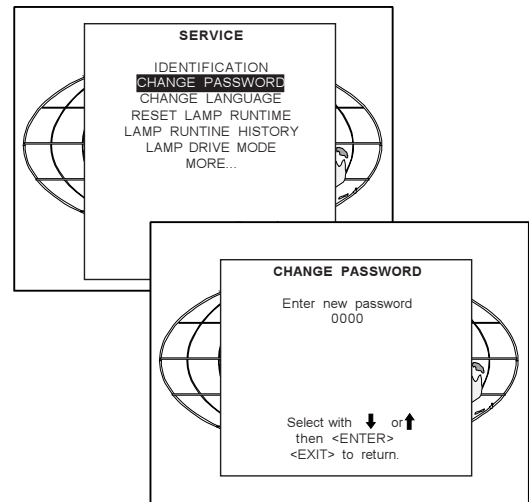 SERVICE
IDENTIFICATION
CHANGE PASSWORD
CHANGE LANGUAGE
RESET LAMP RUNTIME
LAMP RUNTINE HISTORY
LAMP DRIVE MODE
MORE...
CHANGE PASSWORD
Enter new password
0000
Select with ⬇ or ⬆
then <ENTER>
<EXIT> to return.